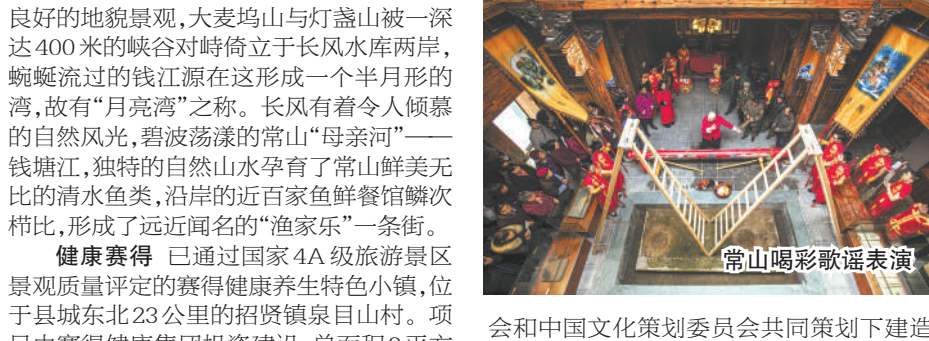 良好的地貌景观,大麦坞山与灯盏山被一深
达400米的峡谷对峙倚立于长风水库两岸,
蜿蜒流过的钱江源在这形成一个半月形的
湾,故有“月亮湾”之称。长风有着令人倾慕
的自然风光,碧波荡漾的常山“母亲河”——
钱塘江,独特的自然山水孕育了常山鲜美无
比的清水鱼类,沿岸的近百家鱼鲜餐馆鳞次
栉比,形成了远近闻名的“渔家乐”一条街。
健康赛得 已通过国家4A级旅游景区
景观质量评定的赛得健康养生特色小镇,位
于县城东北23公里的招贤镇泉目山村。项
常山喝彩歌谣表演
会和中国文化策划委员会共同策划下建造